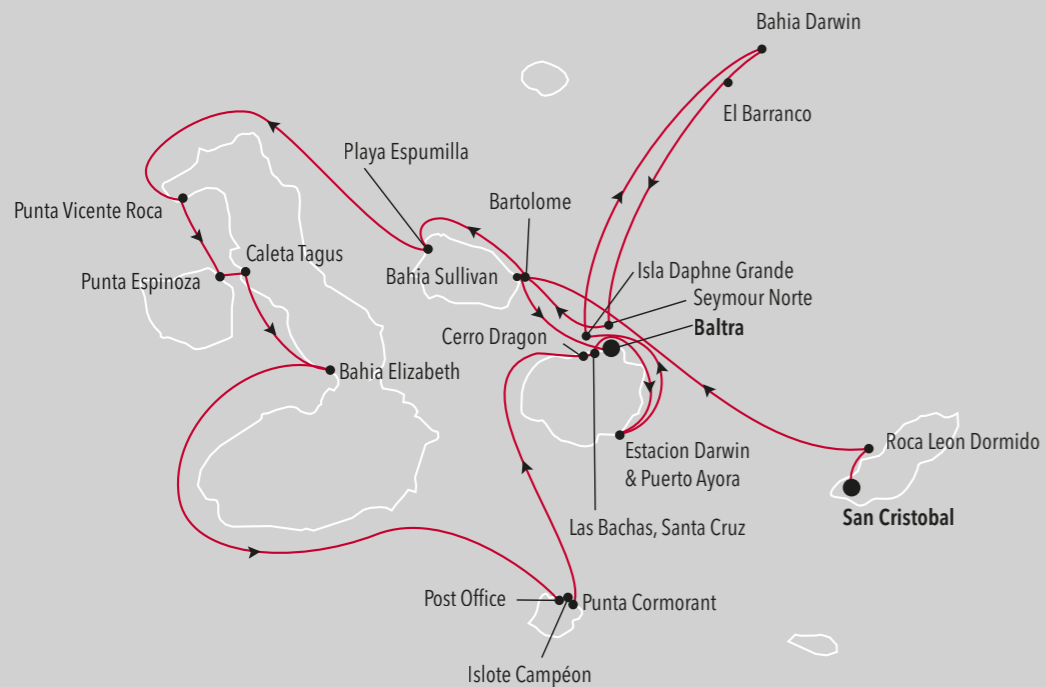 Bahia Darwin
El Barranco
Playa Espumilla
Bartolome
Punta Vicente Roca
Caleta Tagus
Punta Espinoza
Bahia Sullivan
Isla Daphne Grande
Seymour Norte
Baltra
Cerro Dragon
Bahia Elizabeth
Estacion Darwin
& Puerto Ayora
Roca Leon Dormido
San Cristobal
Las Bachas, Santa Cruz
Post Office
Punta Cormorant
Islote Campéon